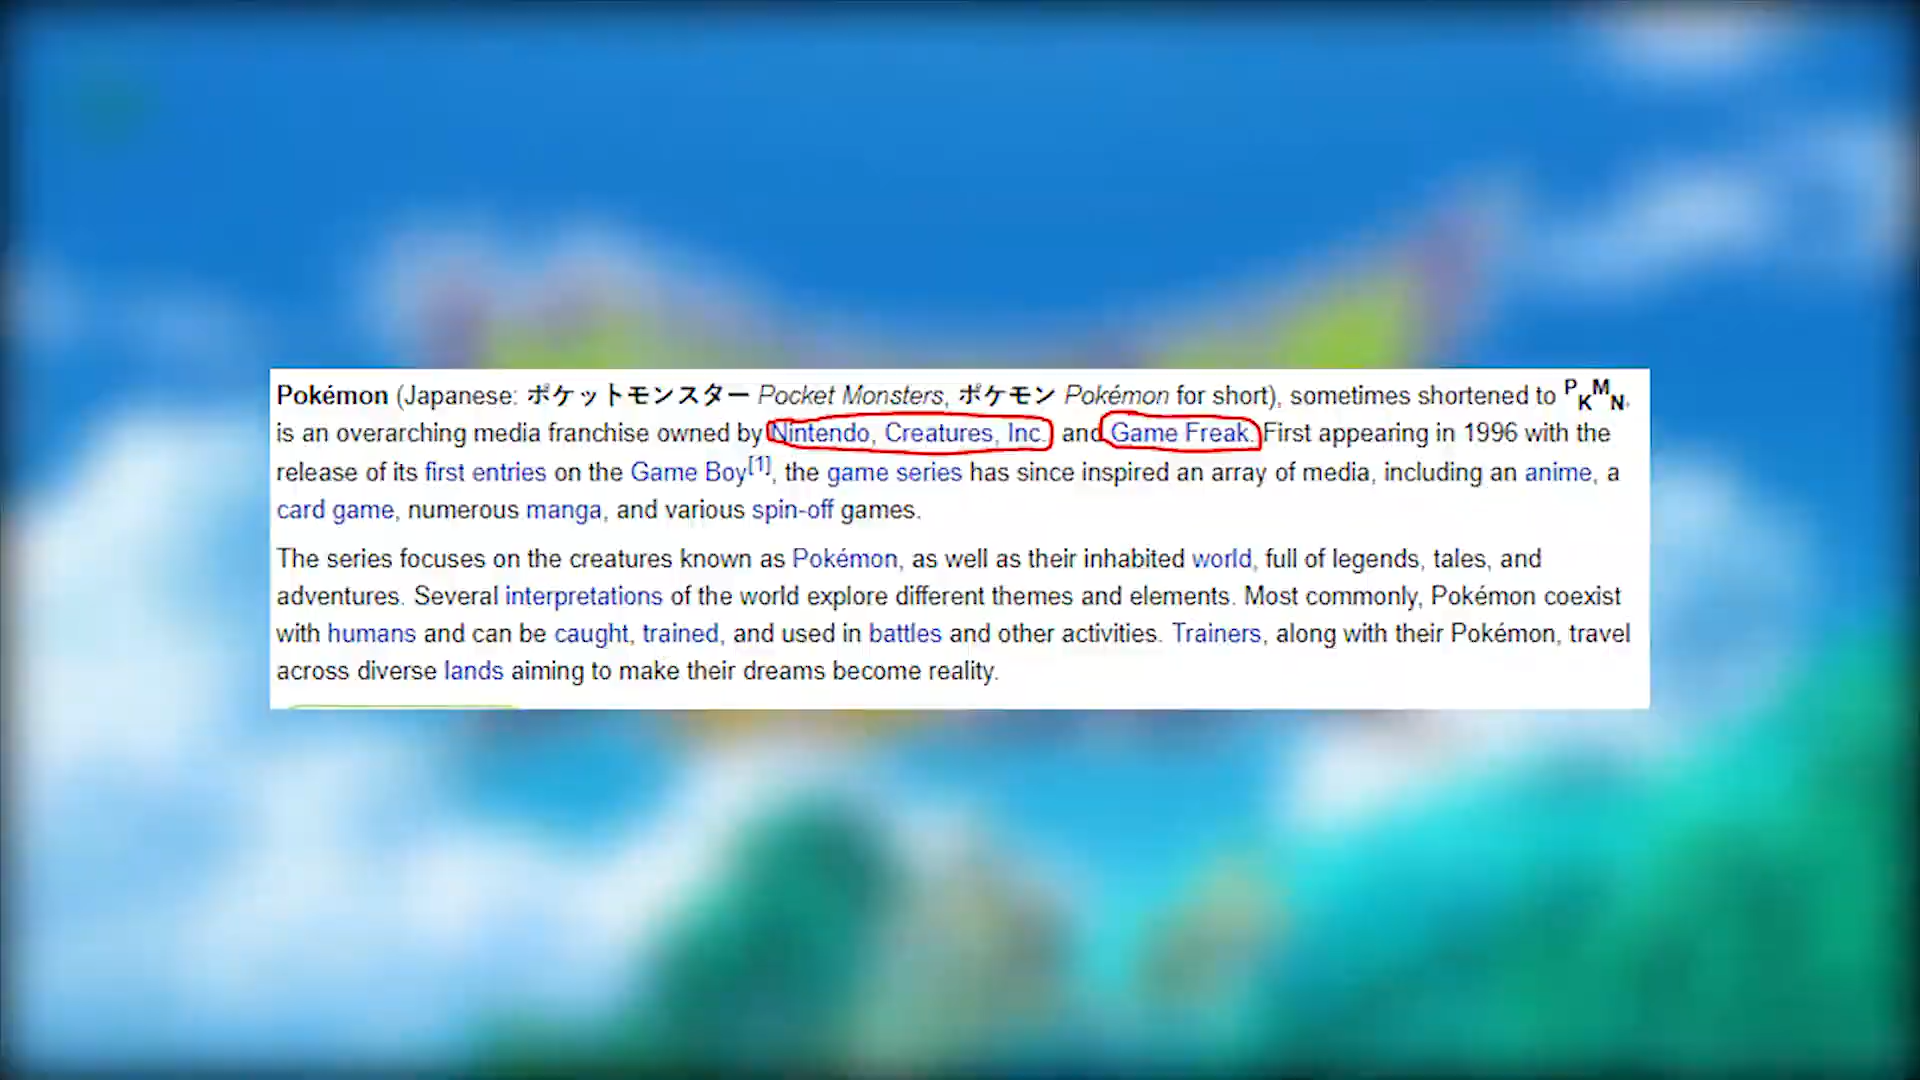 Pokémon (Japanese: ポケットモンスター Pocket Monsters, ポケモン Pokémon for short), sometimes shortened to PKMN,
is an overarching media franchise owned by Nintendo, Creatures, Inc. and Game Freak. First appearing in 1996 with the
release of its first entries on the Game Boy[1], the game series has since inspired an array of media, including an anime, a
card game, numerous manga, and various spin-off games.
The series focuses on the creatures known as Pokémon, as well as their inhabited world, full of legends, tales, and
adventures. Several interpretations of the world explore different themes and elements. Most commonly, Pokémon coexist
with humans and can be caught, trained, and used in battles and other activities. Trainers, along with their Pokémon, travel
across diverse lands aiming to make their dreams become reality.